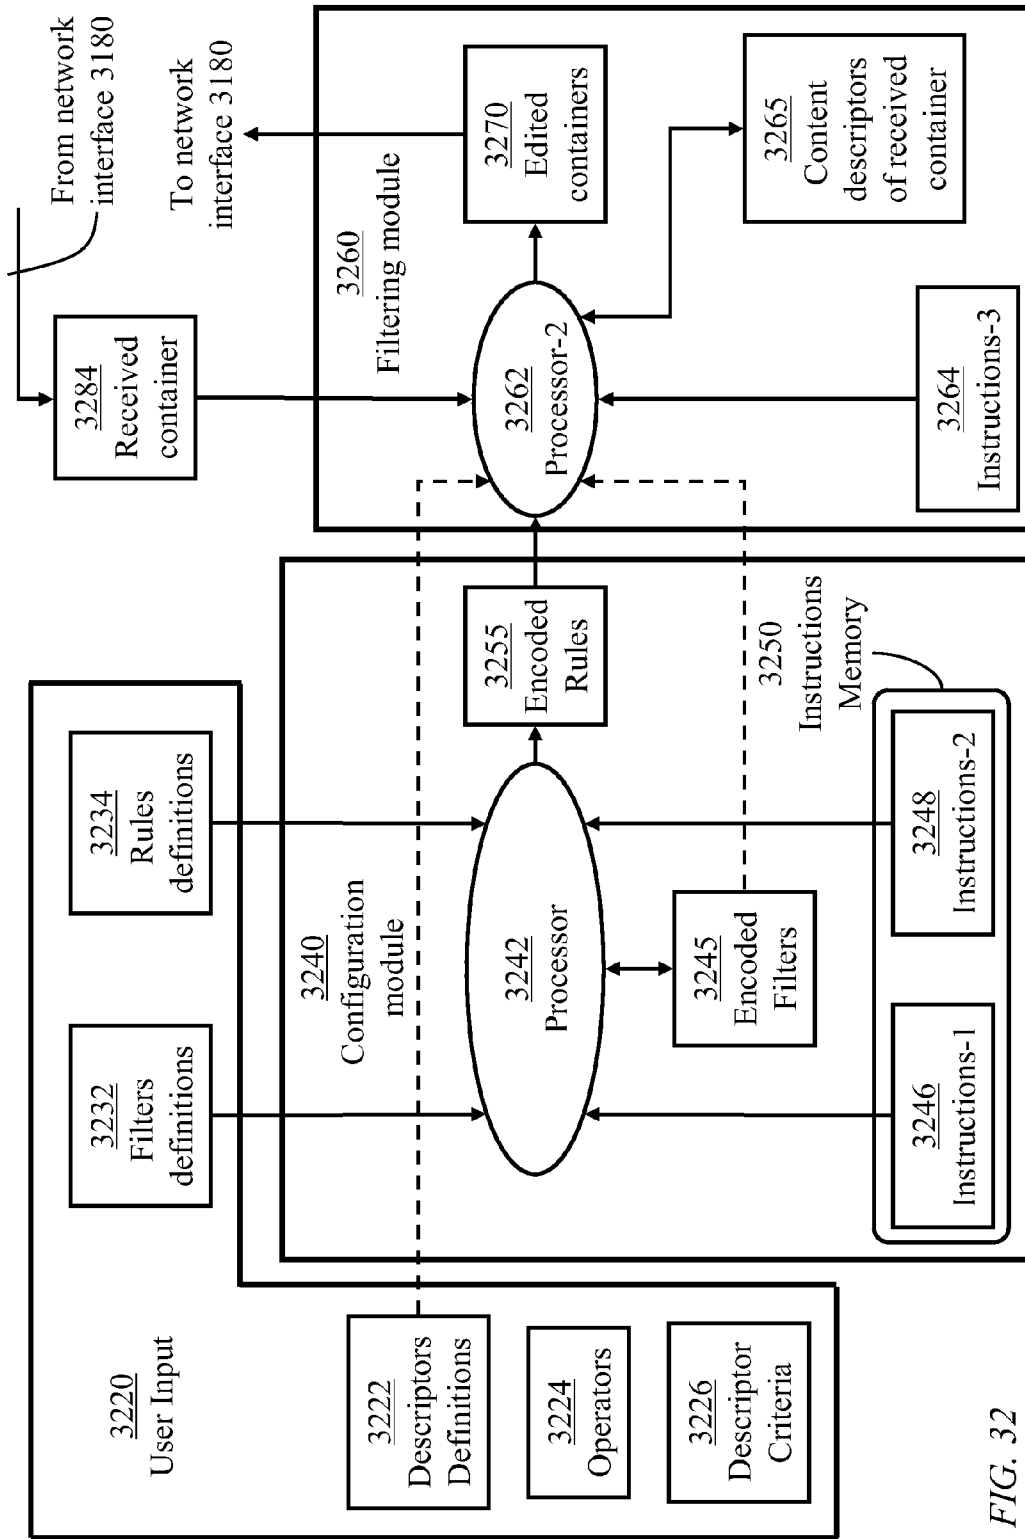 3220
User Input
3222
Descriptors
Definitions
3224
Operators
3226
Descriptor
Criteria
3232
Filters
definitions
3234
Rules
definitions
3240
Configuration
module
3242
Processor
3245
Encoded
Filters
3246
Instructions-1
3248
Instructions-2
3250
Instructions
Memory
3255
Encoded
Rules
3284
Received
container
From network
interface 3180
To network
interface 3180
3260
Filtering module
3262
Processor-2
3270
Edited
containers
3264
Instructions-3
3265
Content
descriptors
of received
container
FIG. 32